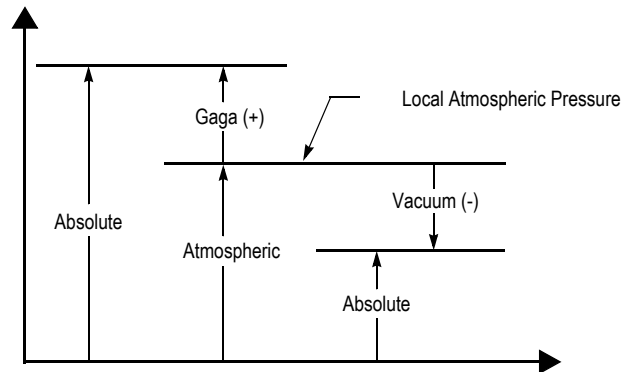 Gaga (+)
Local Atmospheric Pressure
Absolute
Atmospheric
Vacuum (-)
Absolute